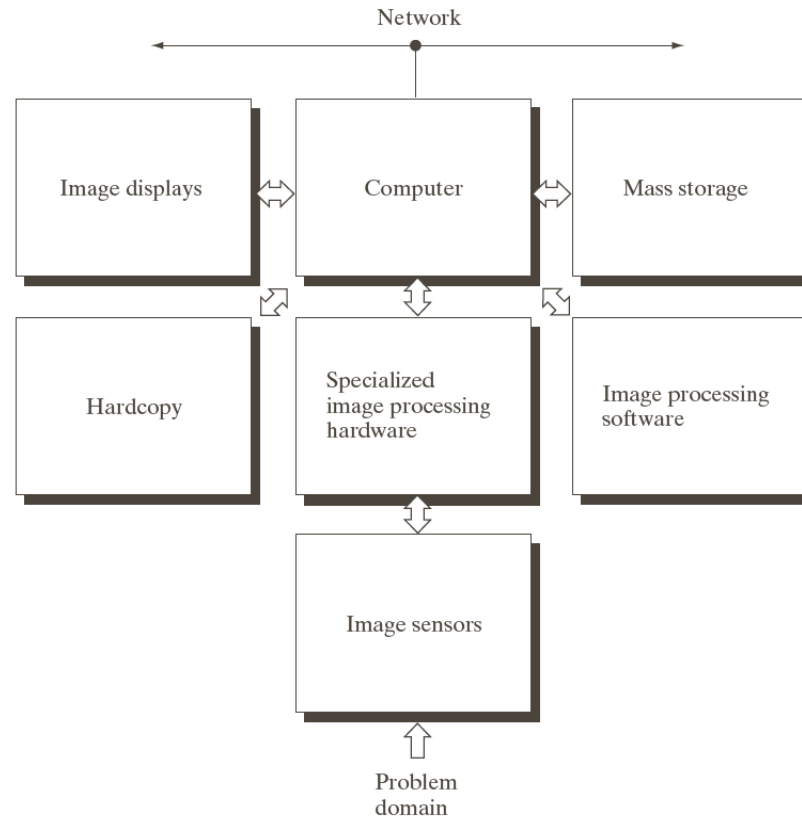 Network
Image displays
Computer
Mass storage
Hardcopy
Specialized
image processing
hardware
Image processing
software
Image sensors
Problem
domain